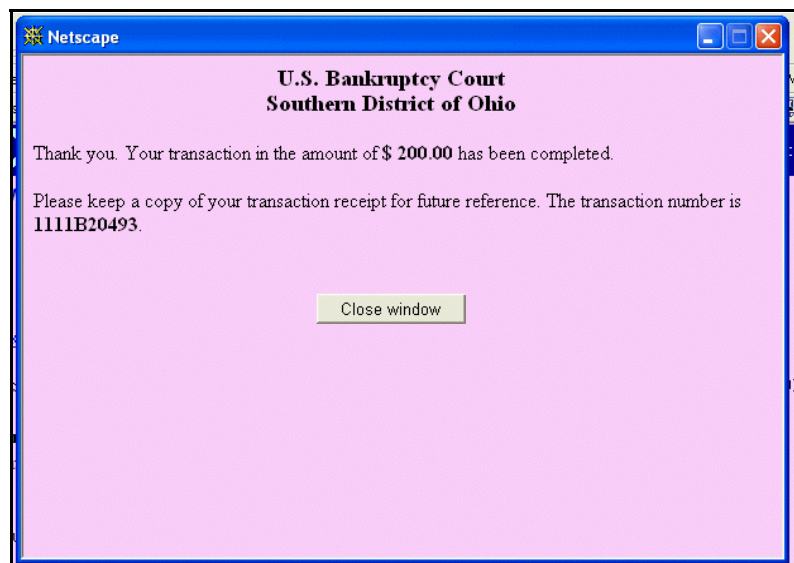 Netscape
U.S. Bankruptcy Court
Southern District of Ohio
Thank you. Your transaction in the amount of $ 200.00 has been completed.
Please keep a copy of your transaction receipt for future reference. The transaction number is
1111B20493.
Close window